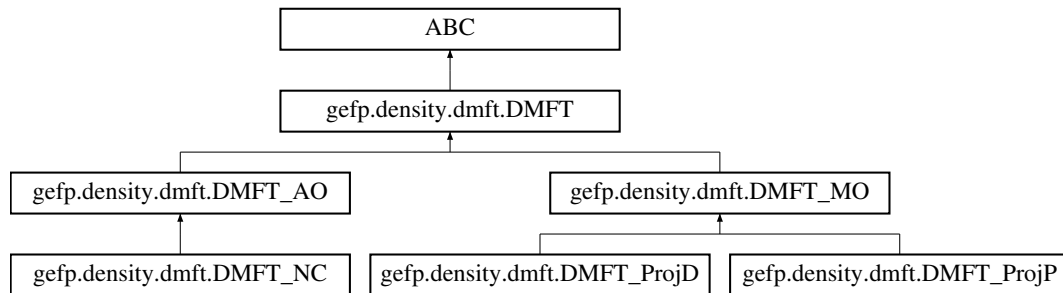 ABC
gefp.density.dmft.DMFT
gefp.density.dmft.DMFT_AO
gefp.density.dmft.DMFT_MO
gefp.density.dmft.DMFT_NC
gefp.density.dmft.DMFT_ProjD
gefp.density.dmft.DMFT_ProjP